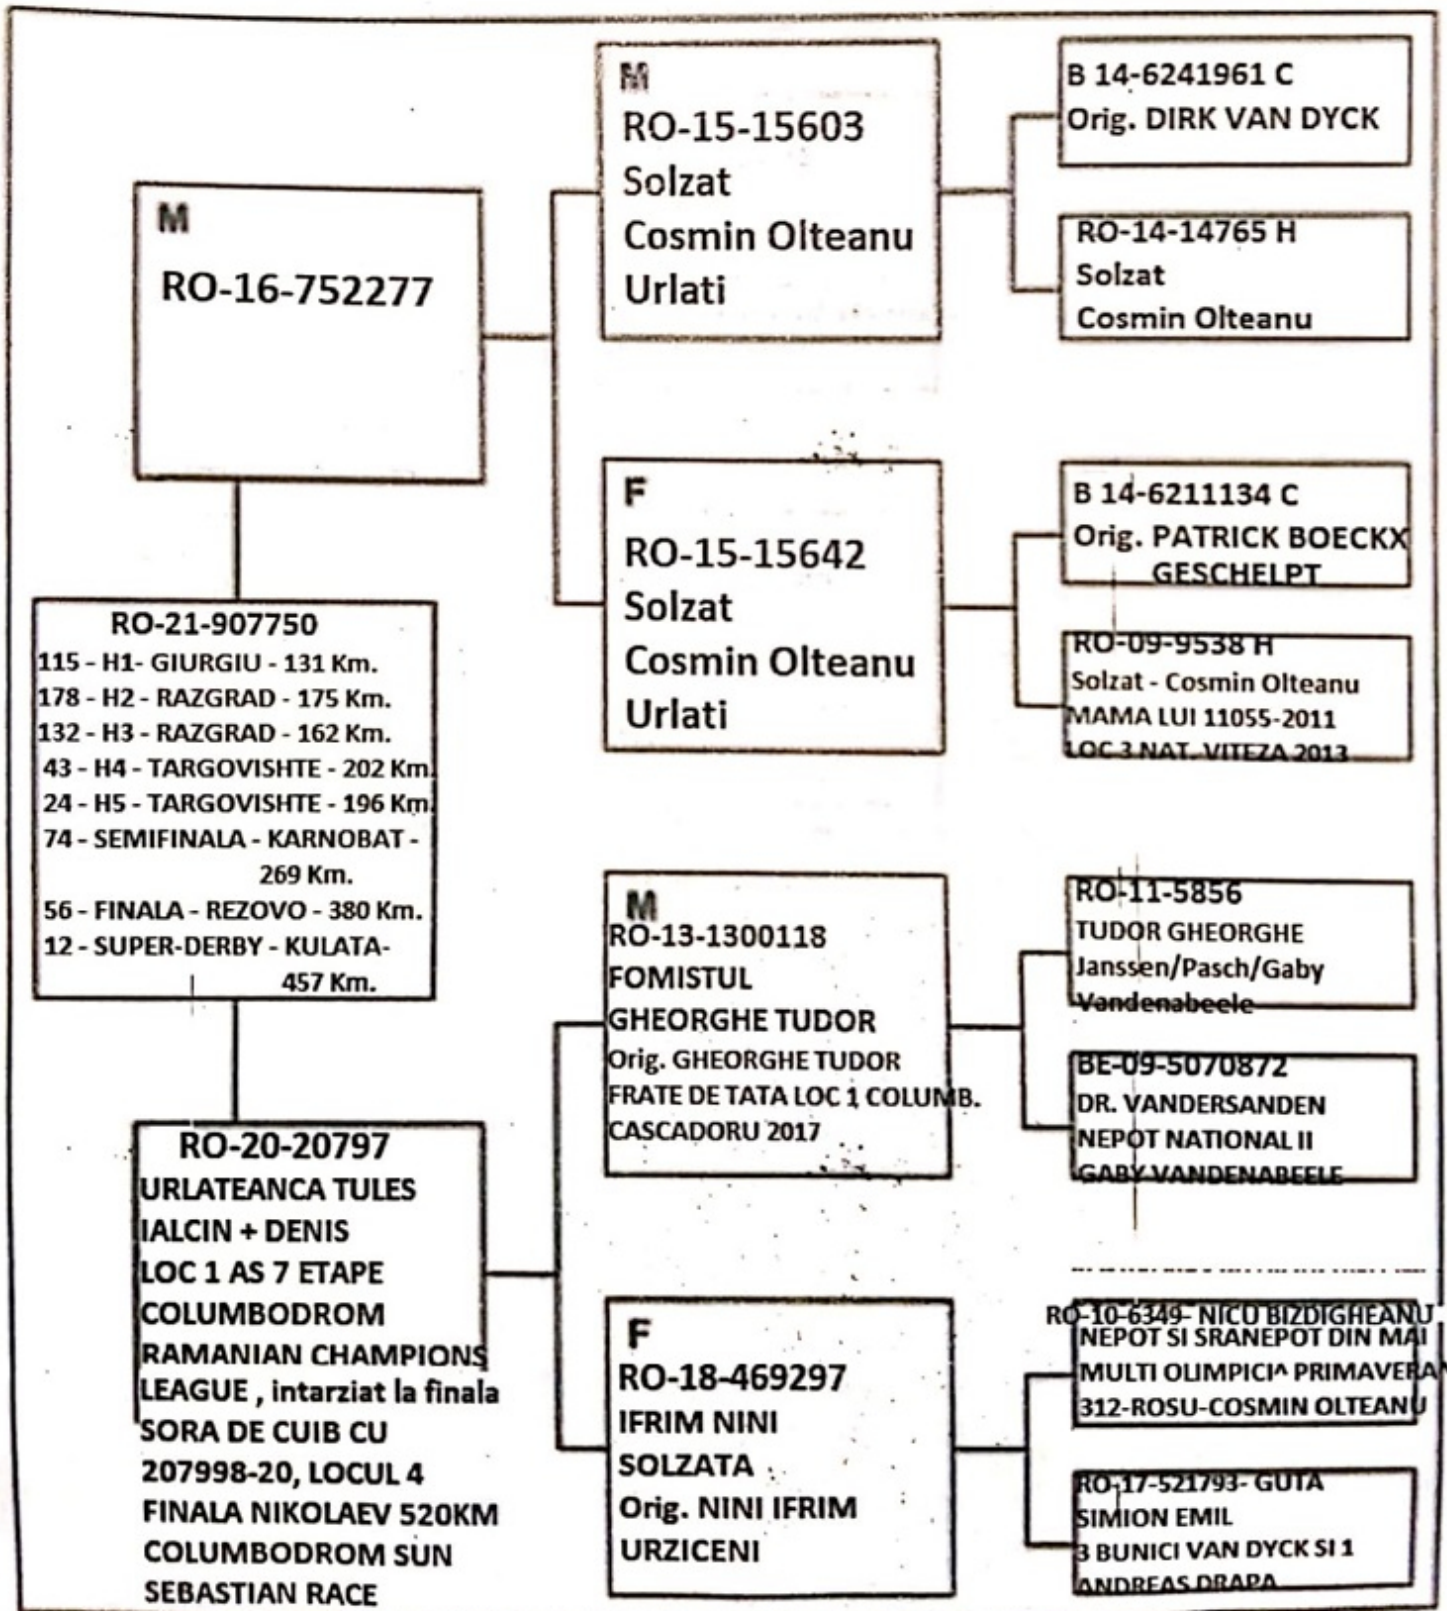 M
RO-16-752277
RO-21-907750
115 - H1- GIURGIU - 131 Km.
178 - H2 - RAZGRAD - 175 Km.
132 - H3 - RAZGRAD - 162 Km.
43 - H4 - TARGOVISHTE - 202 Km.
24 - H5 - TARGOVISHTE - 196 Km.
74 - SEMIFINALA - KARNOBAT -
269 Km.
56 - FINALA - REZOVO - 380 Km.
12 - SUPER-DERBY - KULATA-
457 Km.
RO-20-20797
URLATEANCA TULES
IALCIN + DENIS
LOC 1 AS 7 ETAPE
COLUMBODROM
RAMANIAN CHAMPIONS
LEAGUE , intarziat la finala
SORA DE CUIB CU
207998-20, LOCUL 4
FINALA NIKOLAEV 520KM
COLUMBODROM SUN
SEBASTIAN RACE
M
RO-15-15603
Solzat
Cosmin Olteanu
Urlati
F
RO-15-15642
Solzat
Cosmin Olteanu
Urlati
M
RO-13-1300118
FOMISTUL
GHEORGHE TUDOR
Orig. GHEORGHE TUDOR
FRATE DE TATA LOC 1 COLUMB.
CASCADORU 2017
F
RO-18-469297
IFRIM NINI
SOLZATA
Orig. NINI IFRIM
URZICENI
B 14-6241961 C
Orig. DIRK VAN DYCK
RO-14-14765 H
Solzat
Cosmin Olteanu
B 14-6211134 C
Orig. PATRICK BOECKX
GESCHELPT
RO-09-9538 H
Solzat - Cosmin Olteanu
MAMA LUI 11055-2011
LOC 3 NAT. VITEZA 2013
RO-11-5856
TUDOR GHEORGHE
Janssen/Pasch/Gaby
Vandenabeele
BE-09-5070872
DR. VANDERSANDEN
NEPOT NATIONAL II
GABY VANDENABEELE
RO-10-6349- NICU BIZDIGHEANU
NEPOT SI SRANEPOT DIN MAI
MULTI OLIMPICI^ PRIMAVERAN
312-ROSU-COSMIN OLTEANU
RO-17-521793- GUTA
SIMION EMIL
3 BUNICI VAN DYCK SI 1
ANDREAS DRAPA